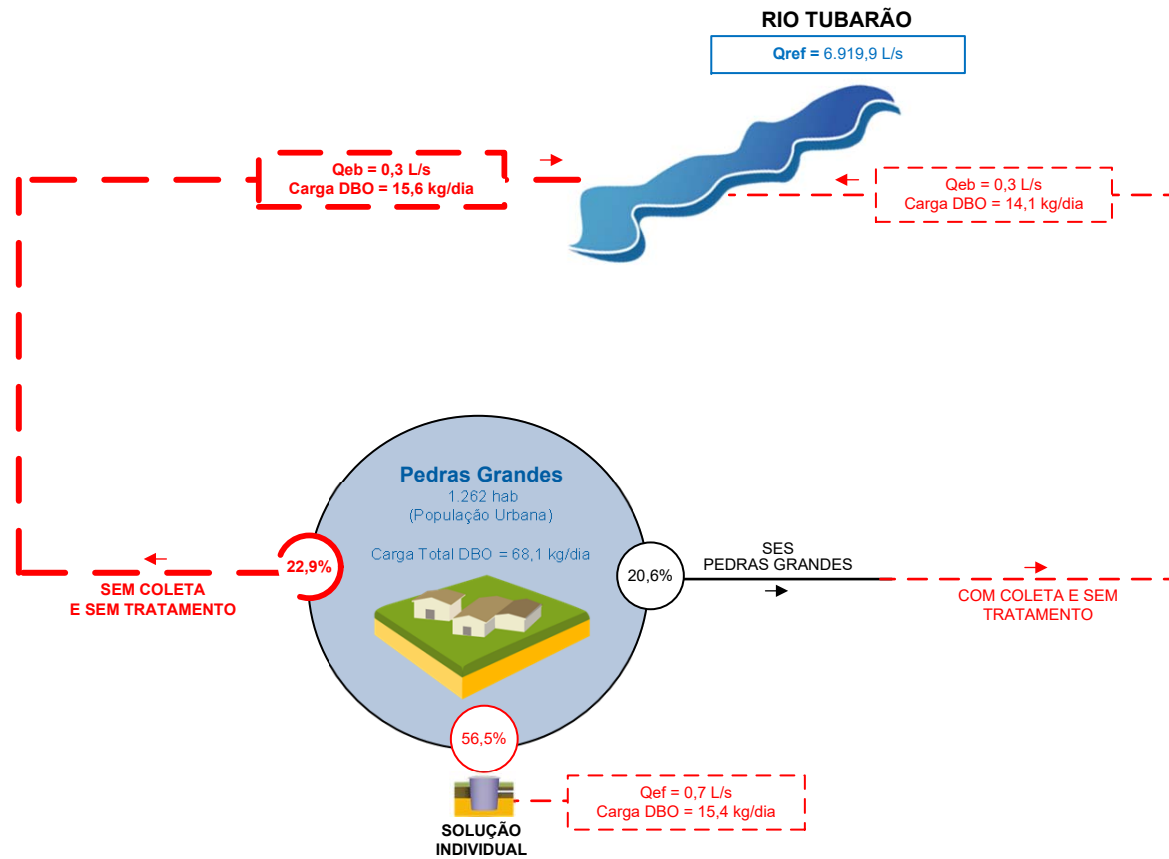 RIO TUBARÃO
Qref = 6.919,9 L/s
Qeb = 0,3 L/s
Carga DBO = 15,6 kg/dia
Qeb = 0,3 L/s
Carga DBO = 14,1 kg/dia
Pedras Grandes
1.262 hab
(População Urbana)
Carga Total DBO = 68,1 kg/dia
22,9%
SEM COLETA
E SEM TRATAMENTO
20,6%
SES
PEDRAS GRANDES
COM COLETA E SEM
TRATAMENTO
56,5%
SOLUÇÃO
INDIVIDUAL
Qef = 0,7 L/s
Carga DBO = 15,4 kg/dia